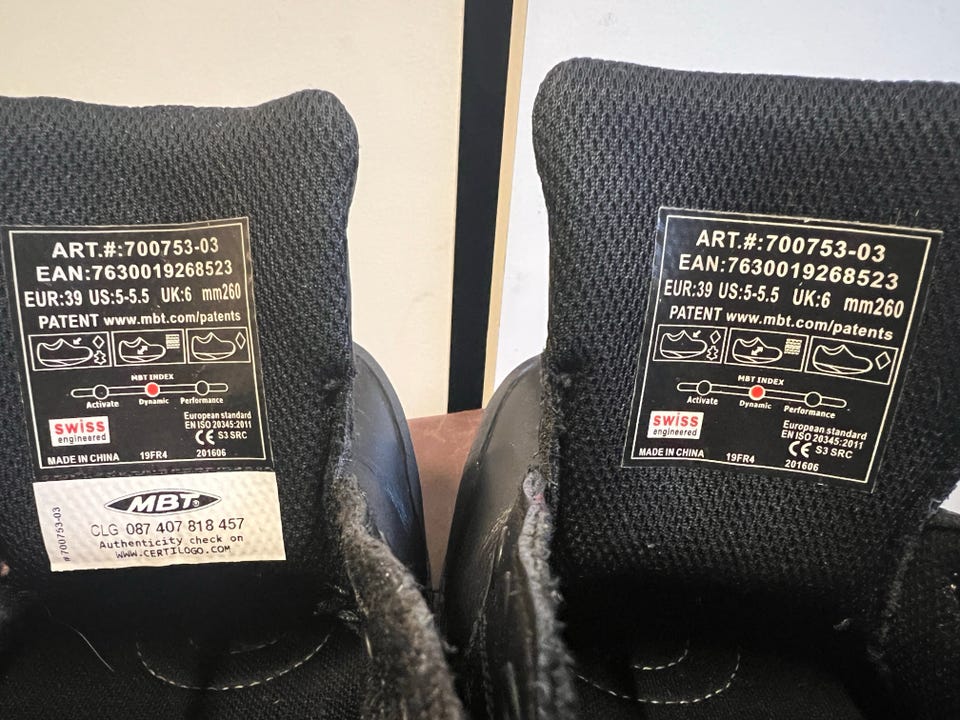 ART.#:700753-03
EAN:7630019268523
EUR:39 US:5-5.5 UK:6 mm260
PATENT www.mbt.com/patents
MBT INDEX
Activate Dynamic Performance
swiss
engineered
European standard
EN ISO 20345:2011
CE S3 SRC
MADE IN CHINA 19FR4 201606
#700753-03
MBT®
CLG 087 407 818 457
Authenticity check on
WWW.CERTILOGO.COM
ART.#:700753-03
EAN:7630019268523
EUR:39 US:5-5.5 UK:6 mm260
PATENT www.mbt.com/patents
MBT INDEX
Activate Dynamic Performance
swiss
engineered
European standard
EN ISO 20345:2011
CE S3 SRC
MADE IN CHINA 19FR4 201606